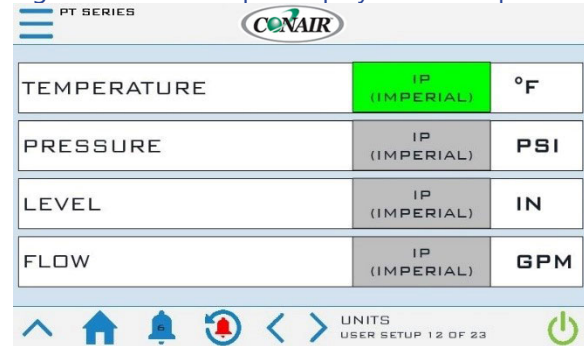 PT SERIES
CONAIR
TEMPERATURE
IP
(IMPERIAL)
°F
PRESSURE
IP
(IMPERIAL)
PSI
LEVEL
IP
(IMPERIAL)
IN
FLOW
IP
(IMPERIAL)
GPM
6
UNITS
USER SETUP 12 OF 23